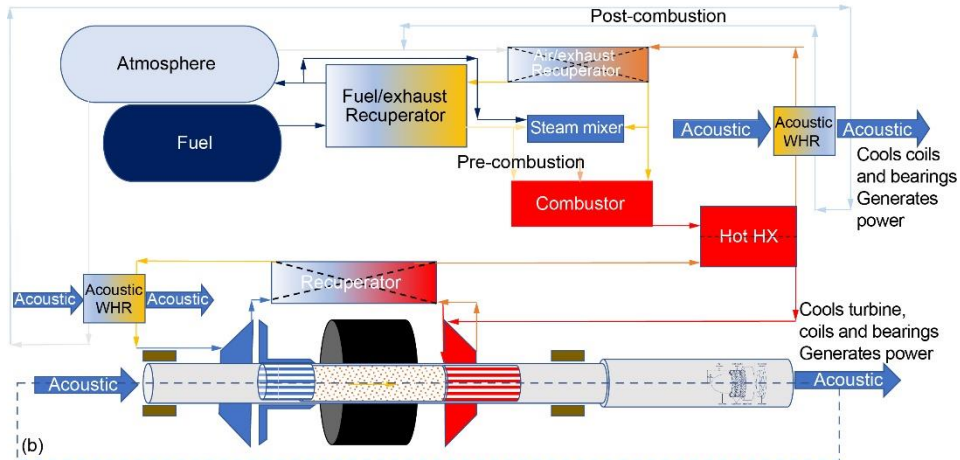 Post-combustion
Atmosphere
Air/exhaust
Recuperator
Fuel/exhaust
Recuperator
Fuel
Steam mixer
Acoustic
Acoustic
WHR
Acoustic
Cools coils
and bearings
Generates
power
Pre-combustion
Combustor
Hot HX
Recuperator
Acoustic
Acoustic
WHR
Acoustic
Cools turbine,
coils and bearings
Generates power
Acoustic
Acoustic
(b)